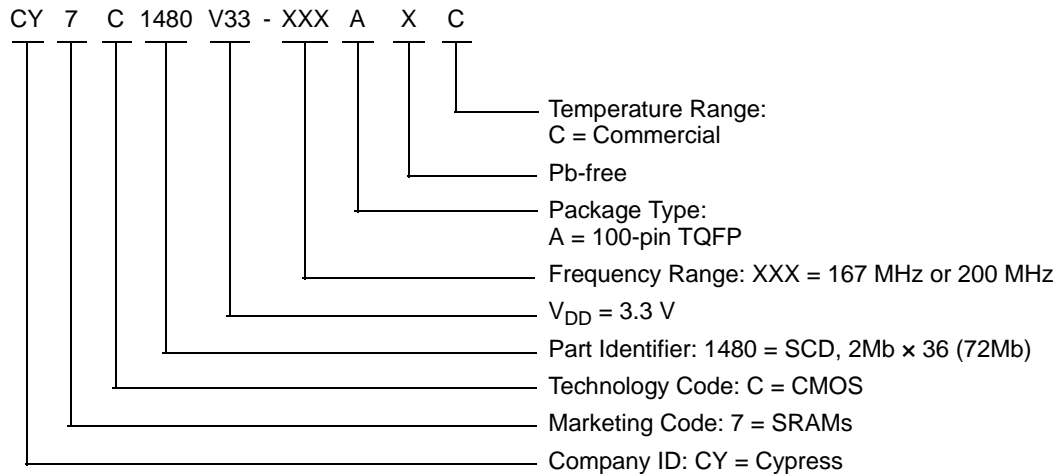 CY 7 C 1480 V33 - XXX A X C
Temperature Range:
C = Commercial
Pb-free
Package Type:
A = 100-pin TQFP
Frequency Range: XXX = 167 MHz or 200 MHz
VDD = 3.3 V
Part Identifier: 1480 = SCD, 2Mb × 36 (72Mb)
Technology Code: C = CMOS
Marketing Code: 7 = SRAMs
Company ID: CY = Cypress